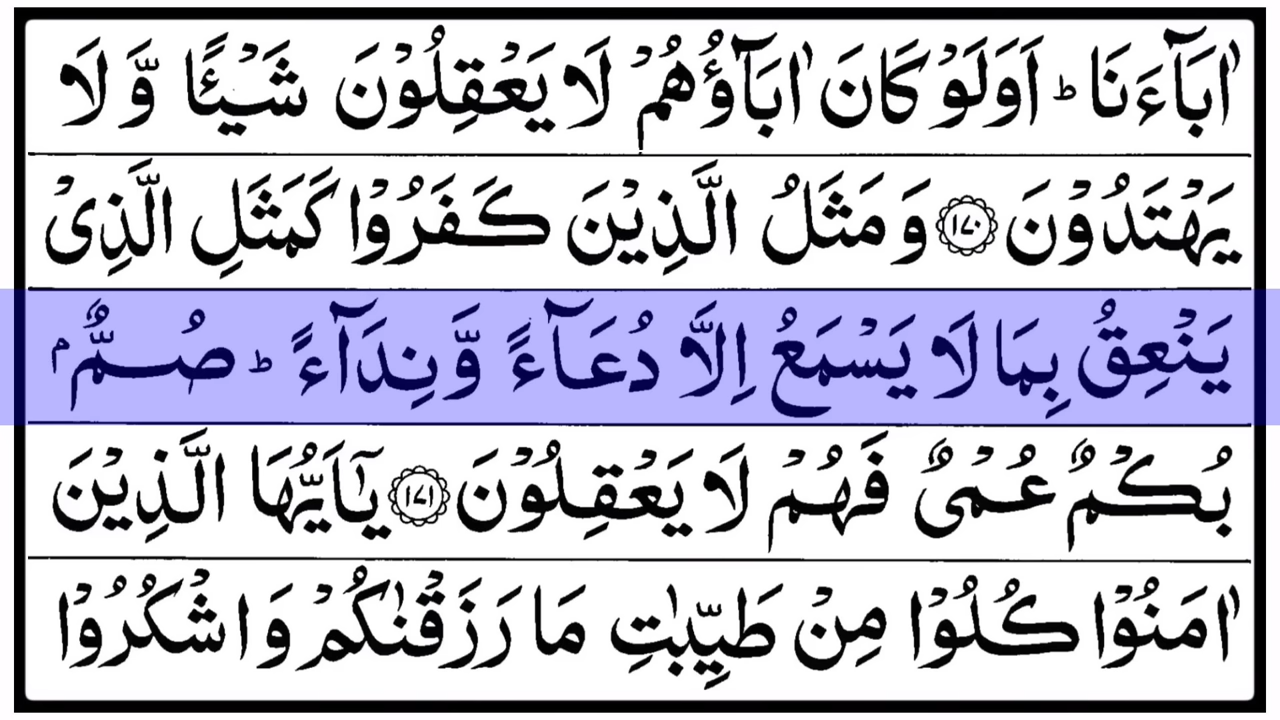 اٰبَآءَنَا ؕ اَوَلَوْ كَانَ اٰبَآؤُهُمْ لَا يَعْقِلُوْنَ شَيْـًٔا وَّ لَا
يَهْتَدُوْنَ ۝۱۷۰ وَ مَثَلُ الَّذِيْنَ كَفَرُوْا كَمَثَلِ الَّذِىْ
يَنْعِقُ بِمَا لَا يَسْمَعُ اِلَّا دُعَآءً وَّ نِدَآءً ؕ صُمٌّۢ
بُكْمٌ عُمْىٌ فَهُمْ لَا يَعْقِلُوْنَ ۝۱۷۱ يٰۤاَيُّهَا الَّذِيْنَ
اٰمَنُوْا كُلُوْا مِنْ طَيِّبٰتِ مَا رَزَقْنٰكُمْ وَ اشْكُرُوْا